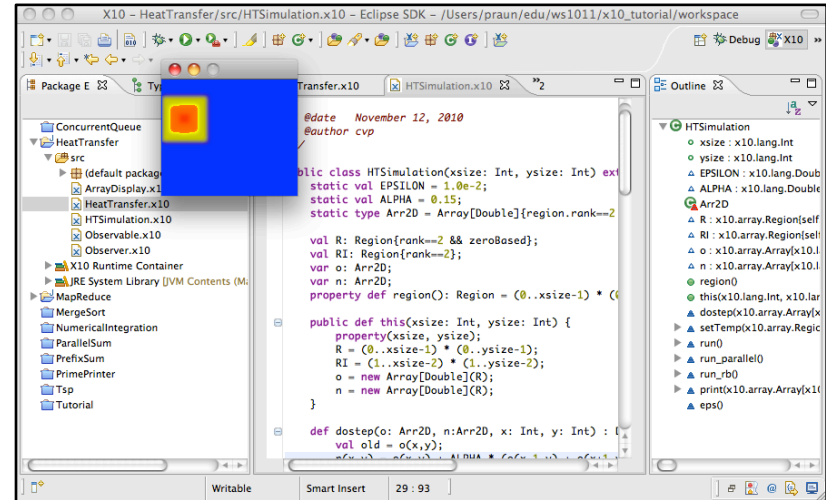 X10 – HeatTransfer/src/HTSimulation.x10 – Eclipse SDK – /Users/praun/edu/ws1011/x10_tutorial/workspace
Debug
X10
Package E
Ty
ConcurrentQueue
HeatTransfer
src
(default package
ArrayDisplay.x1
HeatTransfer.x10
HTSimulation.x10
Observable.x10
Observer.x10
X10 Runtime Container
JRE System Library [JVM Contents (Ma
MapReduce
MergeSort
NumericalIntegration
ParallelSum
PrefixSum
PrimePrinter
Tsp
Tutorial
Transfer.x10
HTSimulation.x10
2
@date November 12, 2010
@author cvp
/
blic class HTSimulation(xsize: Int, ysize: Int) ext
static val EPSILON = 1.0e-2;
static val ALPHA = 0.15;
static type Arr2D = Array[Double]{region.rank==2
val R: Region{rank==2 && zeroBased};
val RI: Region{rank==2};
var o: Arr2D;
var n: Arr2D;
property def region(): Region = (0..xsize-1) * (0
public def this(xsize: Int, ysize: Int) {
property(xsize, ysize);
R = (0..xsize-1) * (0..ysize-1);
RI = (1..xsize-2) * (1..ysize-2);
o = new Array[Double](R);
n = new Array[Double](R);
}
def dostep(o: Arr2D, n:Arr2D, x: Int, y: Int) : D
val old = o(x,y);
Outline
HTSimulation
xsize : x10.lang.Int
ysize : x10.lang.Int
EPSILON : x10.lang.Doub
ALPHA : x10.lang.Double
Arr2D
R : x10.array.Region{self
RI : x10.array.Region{self
o : x10.array.Array[x10.l
n : x10.array.Array[x10.l
region()
this(x10.lang.Int, x10.lar
dostep(x10.array.Array[x
setTemp(x10.array.Regic
run()
run_parallel()
run_rb()
print(x10.array.Array[x1(
eps()
Writable
Smart Insert
29 : 93